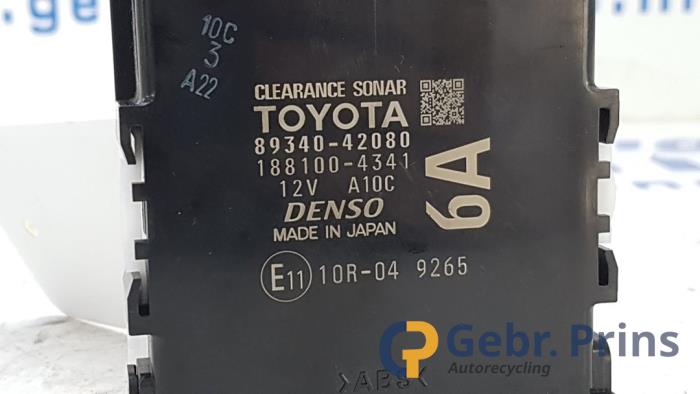 10C
3
A22
CLEARANCE SONAR
TOYOTA
89340-42080
188100-4341
12V A10C
DENSO
MADE IN JAPAN
6A
E11 10R-04 9265
Gebr. Prins
Autorecycling
>ABS<